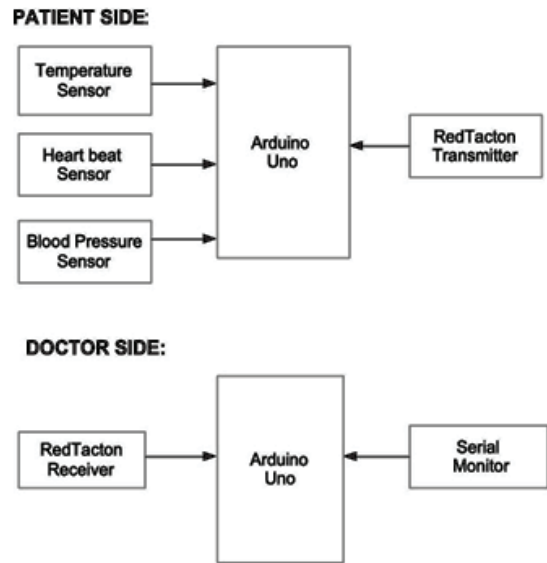 PATIENT SIDE:
Temperature
Sensor
Heart beat
Sensor
Blood Pressure
Sensor
Arduino
Uno
RedTacton
Transmitter
DOCTOR SIDE:
RedTacton
Receiver
Arduino
Uno
Serial
Monitor